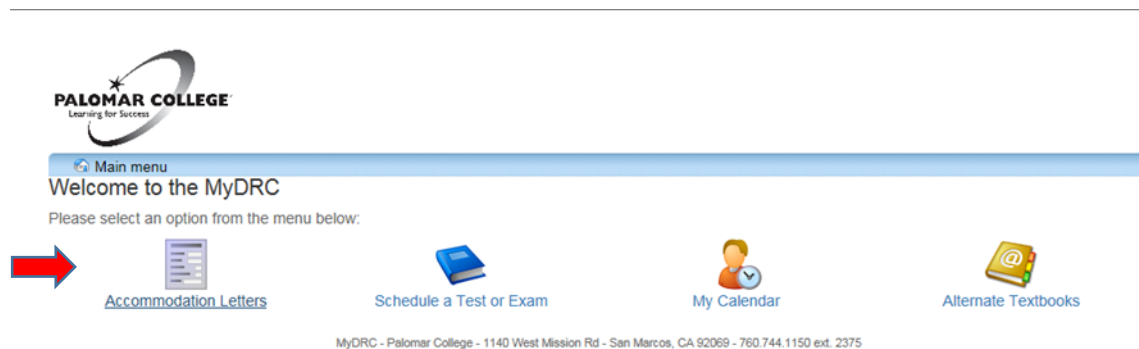 PALOMAR COLLEGE
Learning for Success
Main menu
Welcome to the MyDRC
Please select an option from the menu below:
Accommodation Letters
Schedule a Test or Exam
My Calendar
Alternate Textbooks
MyDRC - Palomar College - 1140 West Mission Rd - San Marcos, CA 92069 - 760.744.1150 ext. 2375